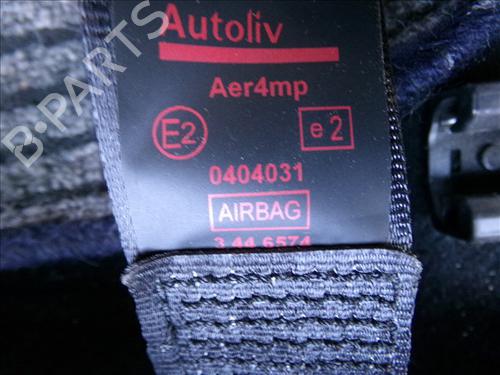 Autoliv
Aer4mp
E2
e 2
0404031
AIRBAG
3 44 6574
B-PARTS